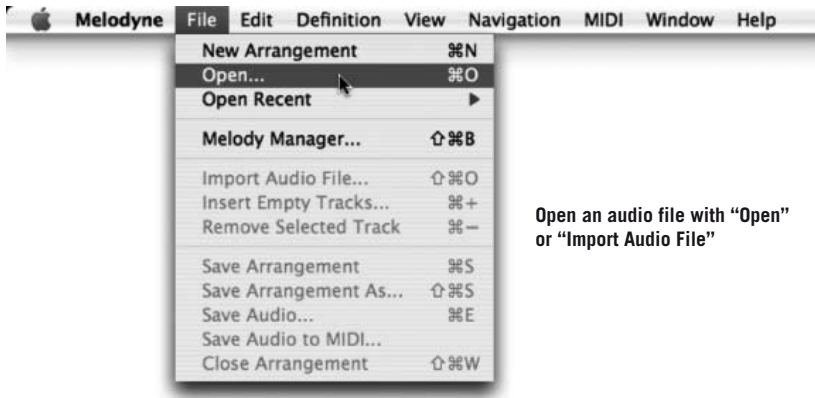 Melodyne File Edit Definition View Navigation MIDI Window Help
New Arrangement ⌘N
Open... ⌘O
Open Recent ▶
Melody Manager... ⇧⌘B
Import Audio File... ⇧⌘O
Insert Empty Tracks... ⌘+
Remove Selected Track ⌘−
Open an audio file with “Open”
or “Import Audio File”
Save Arrangement ⌘S
Save Arrangement As... ⇧⌘S
Save Audio... ⌘E
Save Audio to MIDI...
Close Arrangement ⇧⌘W